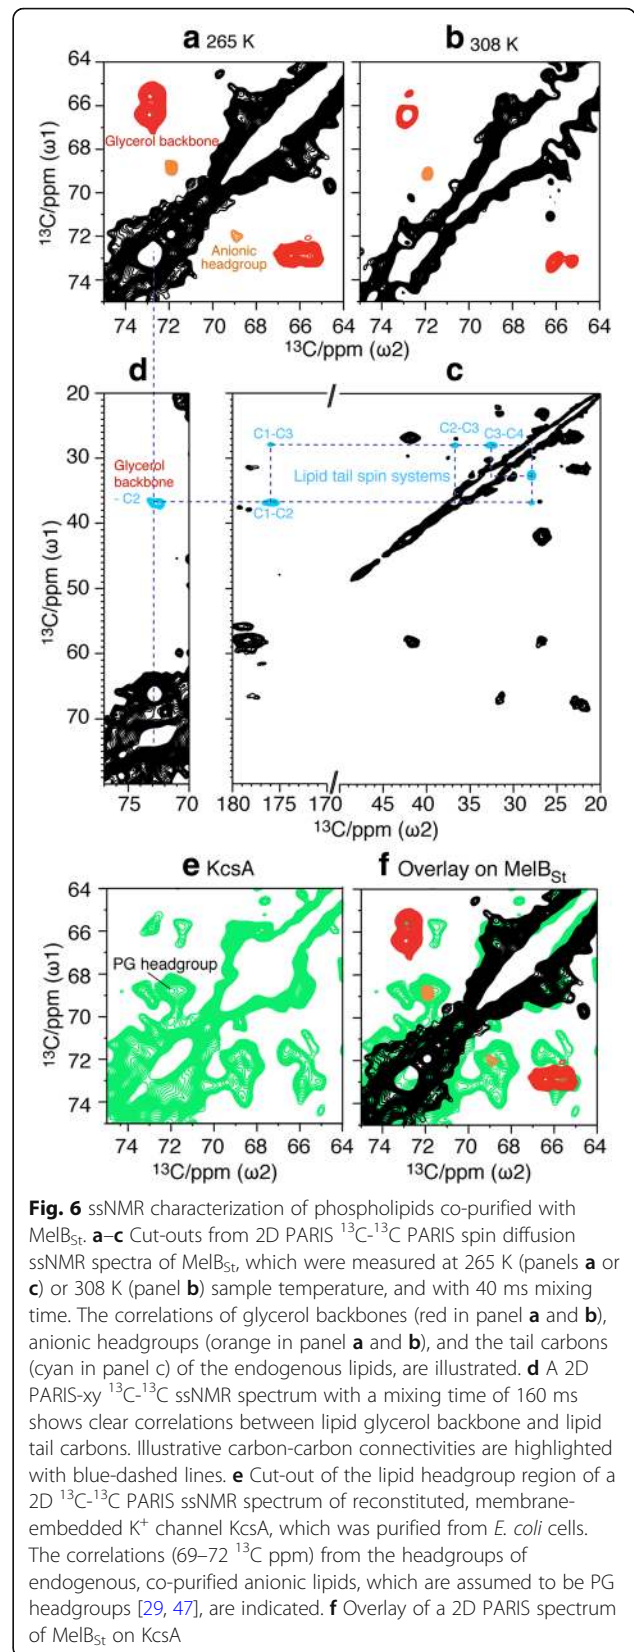 a 265 K
b 308 K
64
66
68
70
72
74
13C/ppm (ω1)
Glycerol backbone
Anionic
headgroup
74 72 70 68 66 64
74 72 70 68 66 64
13C/ppm (ω2)
d
c
20
30
40
50
60
70
13C/ppm (ω1)
Glycerol
backbone
- C2
C1-C3
C2-C3
C3-C4
Lipid tail spin systems
C1-C2
75 70
180 175 170
45 40 35 30 25 20
13C/ppm (ω2)
e KcsA
f Overlay on MelBSt
64
66
68
70
72
74
13C/ppm (ω1)
PG headgroup
74 72 70 68 66 64
74 72 70 68 66 64
13C/ppm (ω2)
13C/ppm (ω2)
Fig. 6 ssNMR characterization of phospholipids co-purified with
MelBSt. a–c Cut-outs from 2D PARIS 13C-13C PARIS spin diffusion
ssNMR spectra of MelBSt, which were measured at 265 K (panels a or
c) or 308 K (panel b) sample temperature, and with 40 ms mixing
time. The correlations of glycerol backbones (red in panel a and b),
anionic headgroups (orange in panel a and b), and the tail carbons
(cyan in panel c) of the endogenous lipids, are illustrated. d A 2D
PARIS-xy 13C-13C ssNMR spectrum with a mixing time of 160 ms
shows clear correlations between lipid glycerol backbone and lipid
tail carbons. Illustrative carbon-carbon connectivities are highlighted
with blue-dashed lines. e Cut-out of the lipid headgroup region of a
2D 13C-13C PARIS ssNMR spectrum of reconstituted, membrane-
embedded K+ channel KcsA, which was purified from E. coli cells.
The correlations (69–72 13C ppm) from the headgroups of
endogenous, co-purified anionic lipids, which are assumed to be PG
headgroups [29, 47], are indicated. f Overlay of a 2D PARIS spectrum
of MelBSt on KcsA